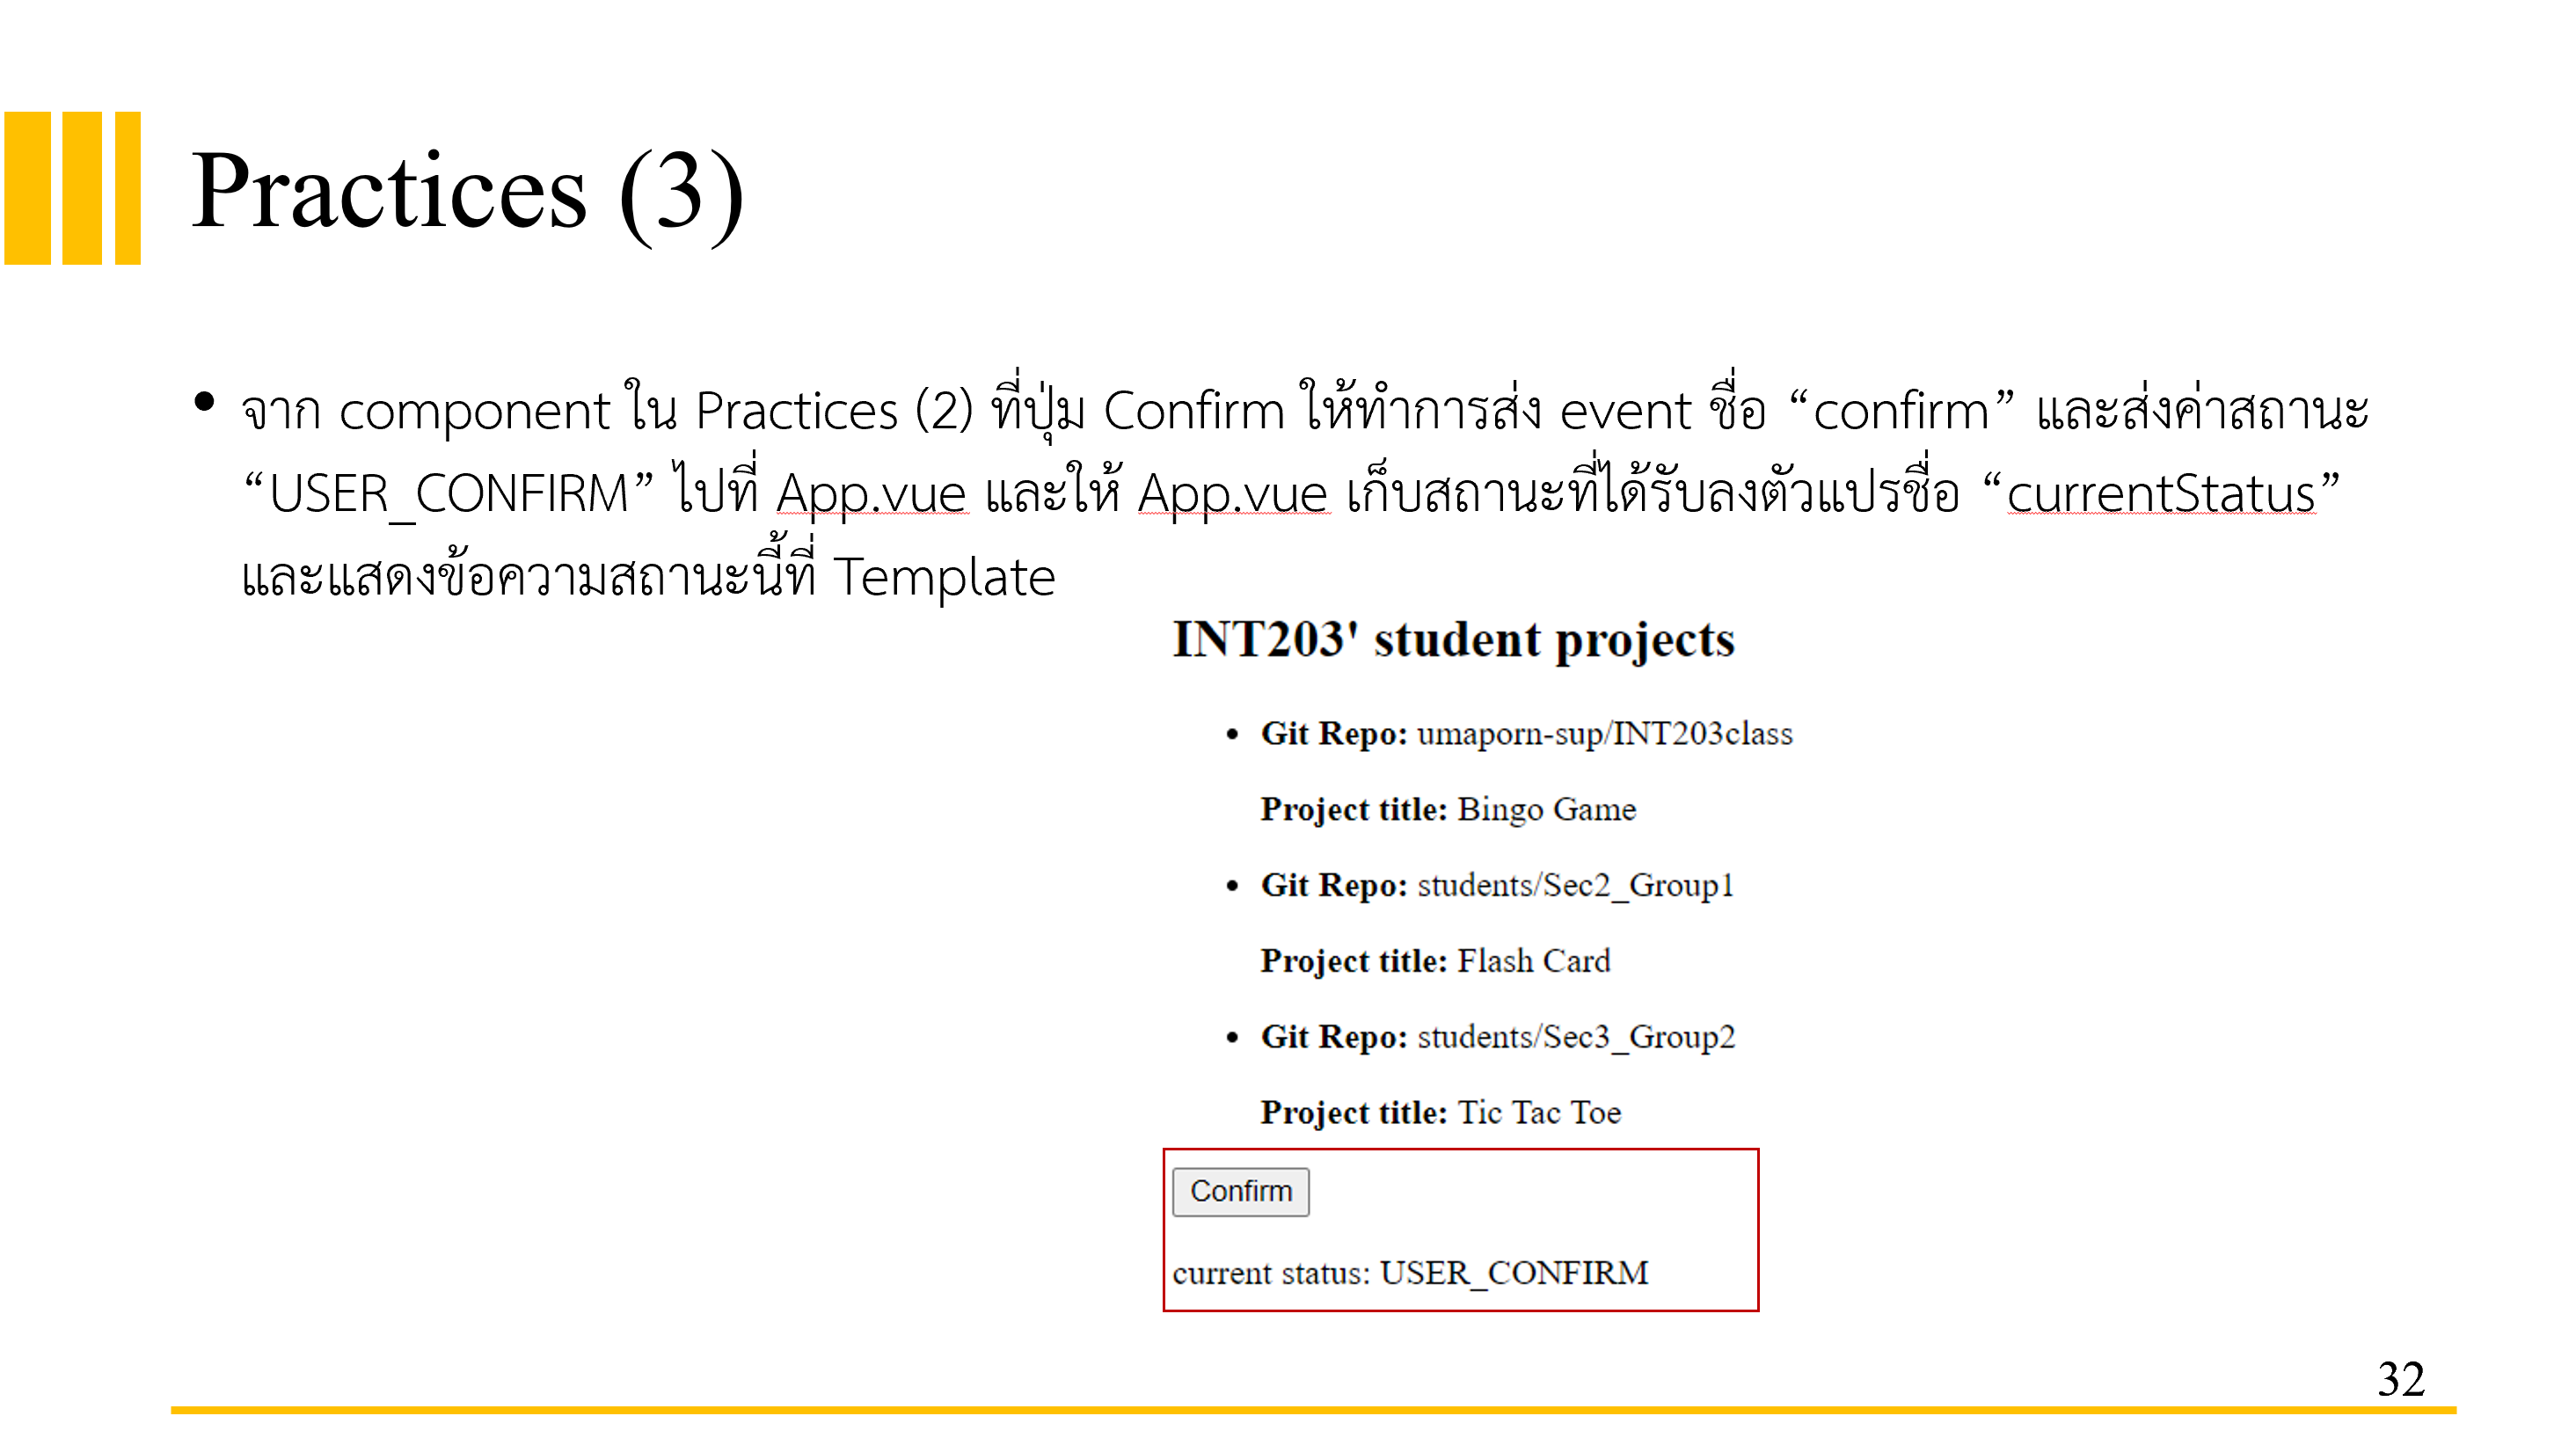 Practices (3)
• จาก component ใน Practices (2) ที่ปุ่ม Confirm ให้ทำการส่ง event ชื่อ “confirm” และส่งค่าสถานะ
“USER_CONFIRM” ไปที่ App.vue และให้ App.vue เก็บสถานะที่ได้รับลงตัวแปรชื่อ “currentStatus”
และแสดงข้อความสถานะนี้ที่ Template
INT203' student projects
• Git Repo: umaporn-sup/INT203class
Project title: Bingo Game
• Git Repo: students/Sec2_Group1
Project title: Flash Card
• Git Repo: students/Sec3_Group2
Project title: Tic Tac Toe
Confirm
current status: USER_CONFIRM
32